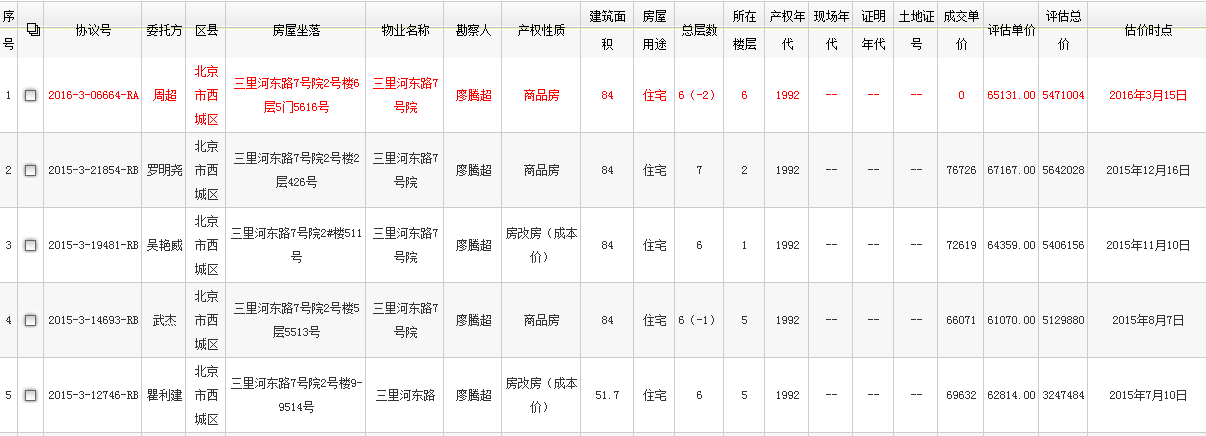 序号 协议号 委托方 区县 房屋坐落 物业名称 勘察人 产权性质 建筑面积 房屋用途 总层数 所在楼层 产权年代 现场年代 证明年代 土地证号 成交单价 评估单价 评估总价 估价时点
1 2016-3-06664-RA 周超 北京市西城区 三里河东路7号院2号楼6层5门5616号 三里河东路7号院 廖腾超 商品房 84 住宅 6（-2） 6 1992 -- -- -- 0 65131.00 5471004 2016年3月15日
2 2015-3-21854-RB 罗明尧 北京市西城区 三里河东路7号院2号楼2层426号 三里河东路7号院 廖腾超 商品房 84 住宅 7 2 1992 -- -- -- 76726 67167.00 5642028 2015年12月16日
3 2015-3-19481-RB 吴艳威 北京市西城区 三里河东路7号院2#楼511号 三里河东路7号院 廖腾超 房改房（成本价） 84 住宅 6 1 1992 -- -- -- 72619 64359.00 5406156 2015年11月10日
4 2015-3-14693-RB 武杰 北京市西城区 三里河东路7号院2号楼5层5513号 三里河东路7号院 廖腾超 商品房 84 住宅 6（-1） 5 1992 -- -- -- 66071 61070.00 5129880 2015年8月7日
5 2015-3-12746-RB 瞿利建 北京市西城区 三里河东路7号院2号楼9-9514号 三里河东路 廖腾超 房改房（成本价） 51.7 住宅 6 5 1992 -- -- -- 69632 62814.00 3247484 2015年7月10日